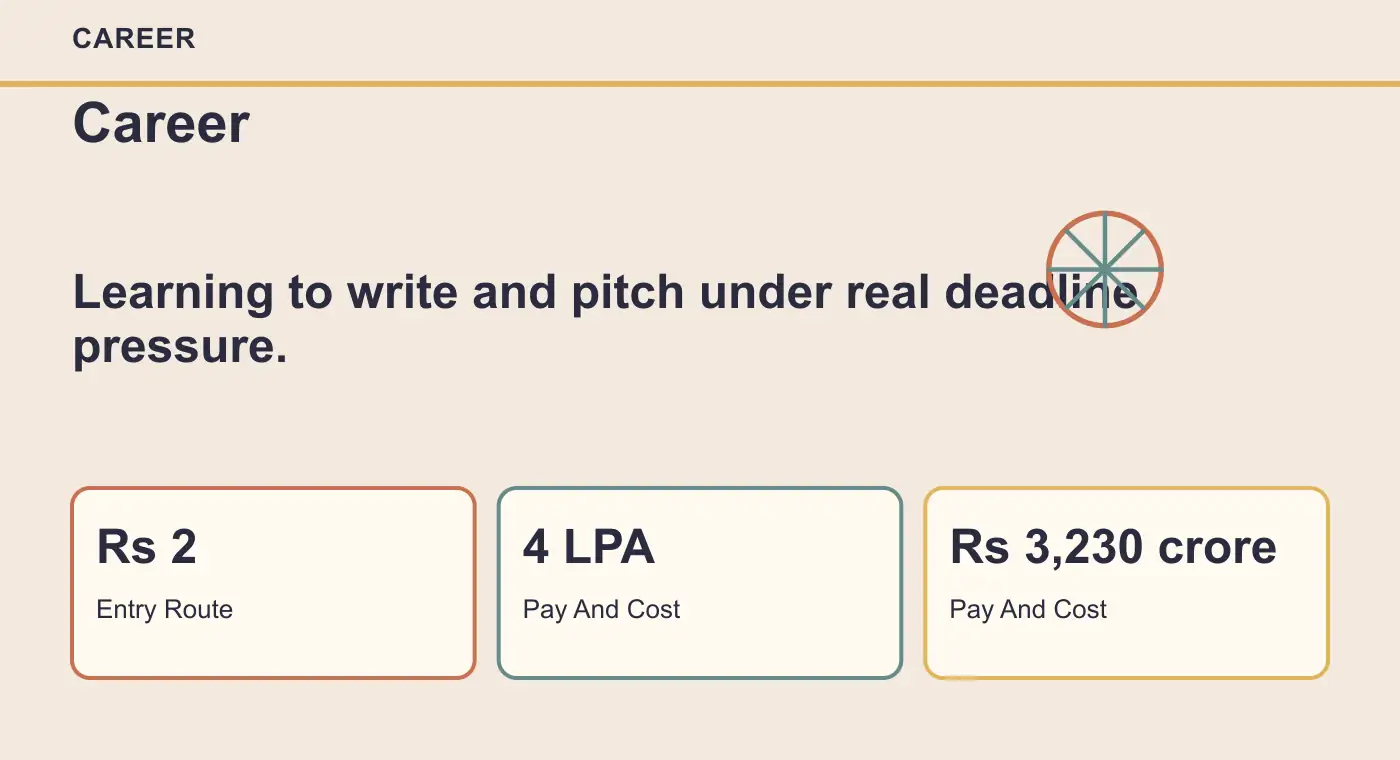 CAREER
Career
Learning to write and pitch under real deadline
pressure.
Rs 2
Entry Route
4 LPA
Pay And Cost
Rs 3,230 crore
Pay And Cost